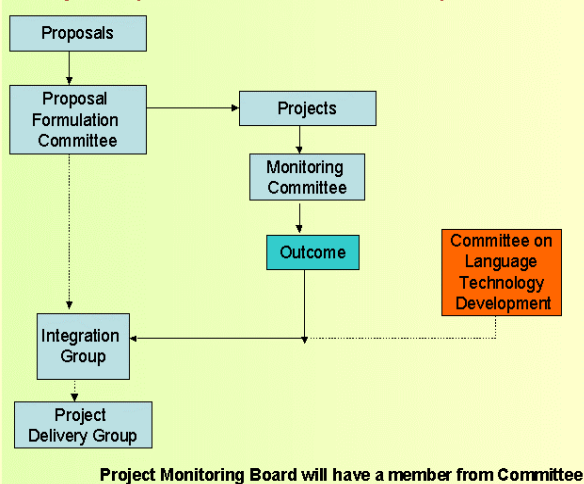 Proposals
Proposal
Formulation
Committee
Projects
Monitoring
Committee
Outcome
Committee on
Language
Technology
Development
Integration
Group
Project
Delivery Group
Project Monitoring Board will have a member from Committee